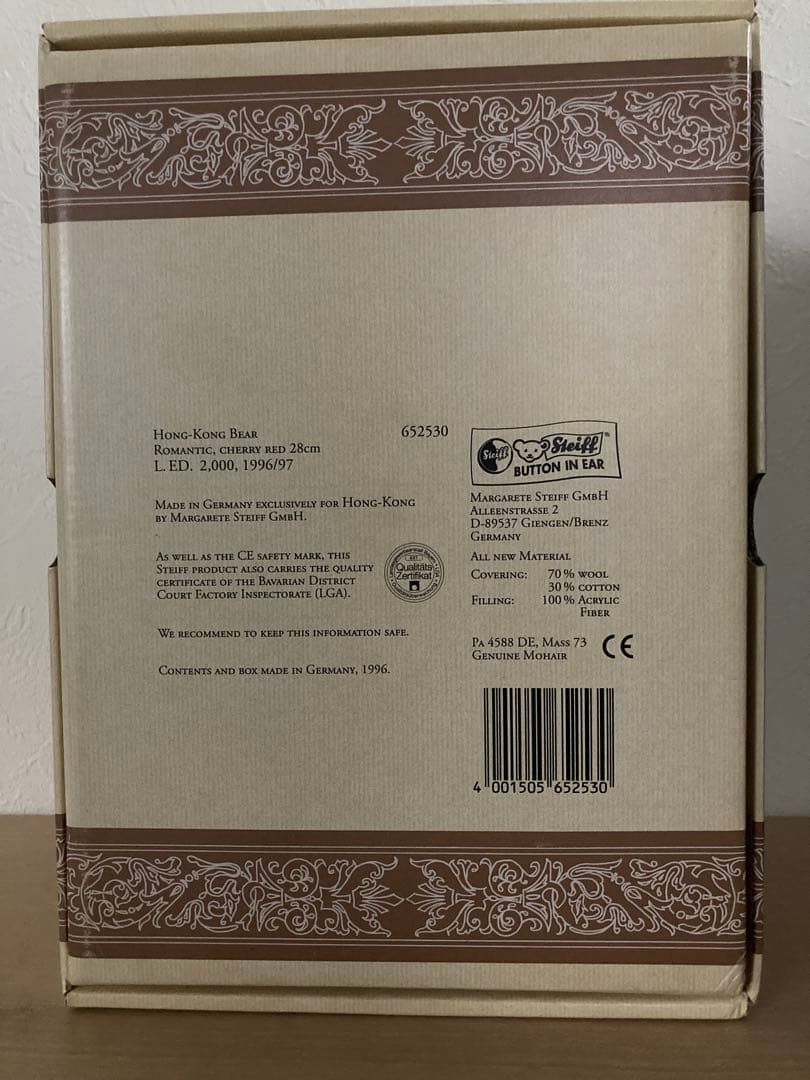 Hong-Kong Bear 652530
Romantic, cherry red 28cm
L. ED. 2,000, 1996/97
Made in Germany exclusively for Hong-Kong
by Margarete Steiff GmbH.
As well as the CE safety mark, this
Steiff product also carries the quality
certificate of the Bavarian District
Court Factory Inspectorate (LGA).
Qualitäts
Zertifikat
We recommend to keep this information safe.
Contents and box made in Germany, 1996.
Steiff Steiff
BUTTON IN EAR
Margarete Steiff GmbH
Alleenstrasse 2
D-89537 Giengen/Brenz
Germany
All new Material
Covering: 70 % wool
30 % cotton
Filling: 100 % Acrylic
Fiber
Pa 4588 DE, Mass 73
Genuine Mohair
CE
4 001505 652530